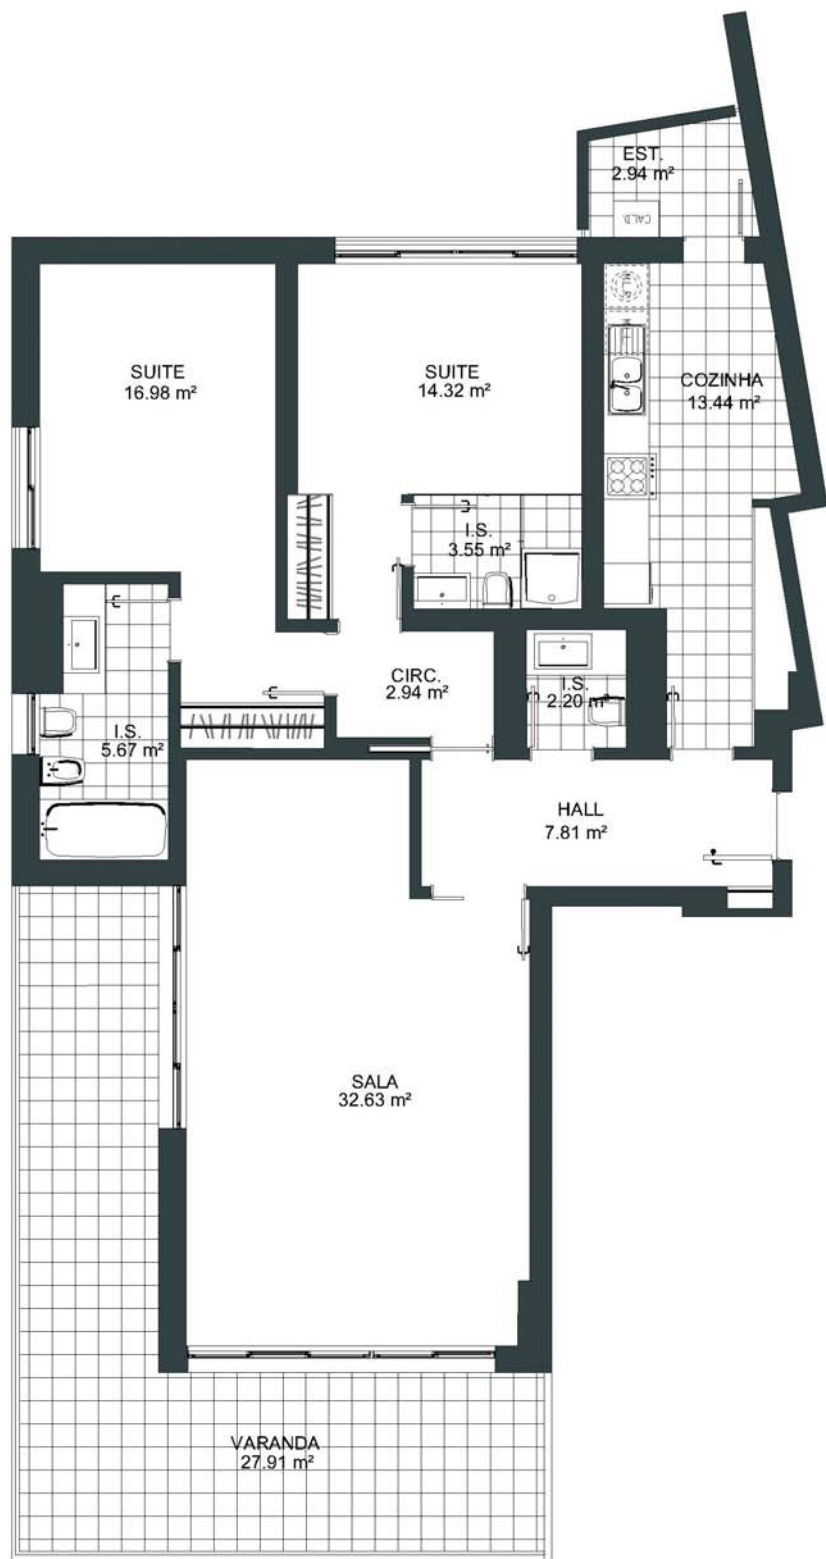 EST.
2.94 m²
CALD.
M.L.R.
SUITE
16.98 m²
SUITE
14.32 m²
COZINHA
13.44 m²
I.S.
3.55 m²
CIRC.
2.94 m²
I.S.
2.20 m²
I.S.
5.67 m²
HALL
7.81 m²
SALA
32.63 m²
VARANDA
27.91 m²